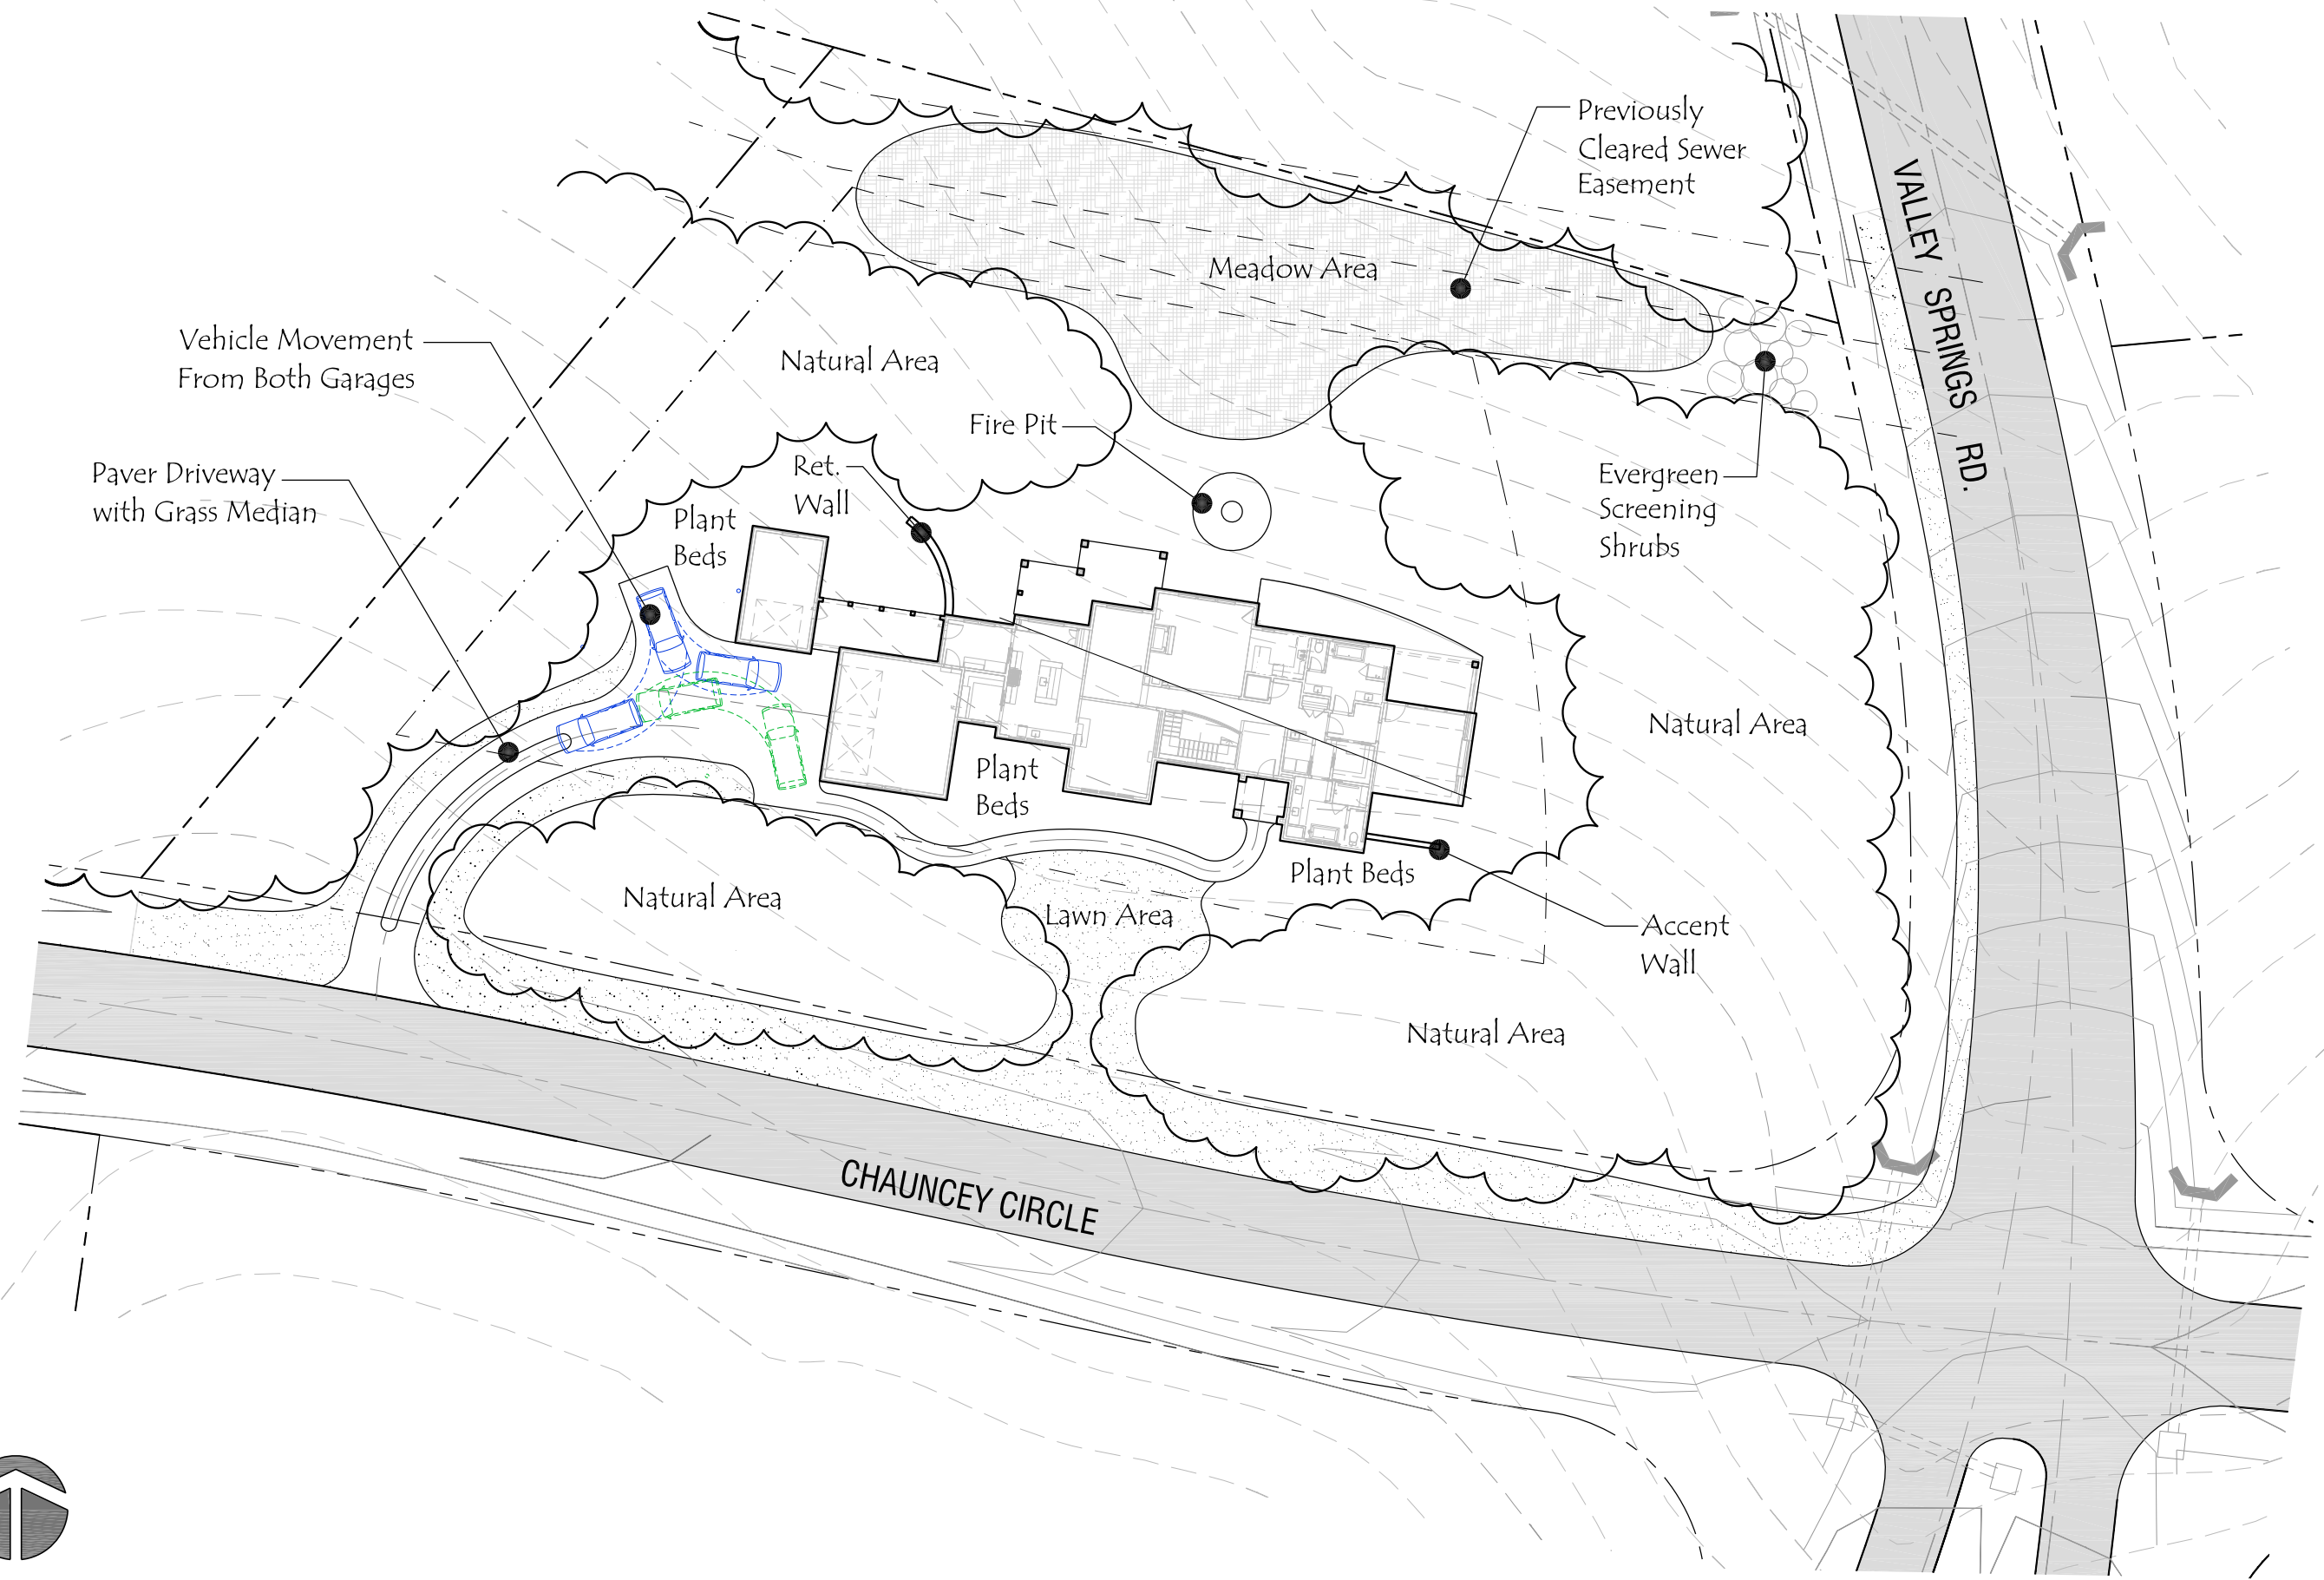 Previously
Cleared Sewer
Easement
VALLEY SPRINGS RD.
Meadow Area
Vehicle Movement
From Both Garages
Natural Area
Fire Pit
Paver Driveway
with Grass Median
Ret.
Wall
Evergreen
Screening
Shrubs
Plant
Beds
Natural Area
Plant
Beds
Plant Beds
Natural Area
Lawn Area
Accent
Wall
Natural Area
CHAUNCEY CIRCLE